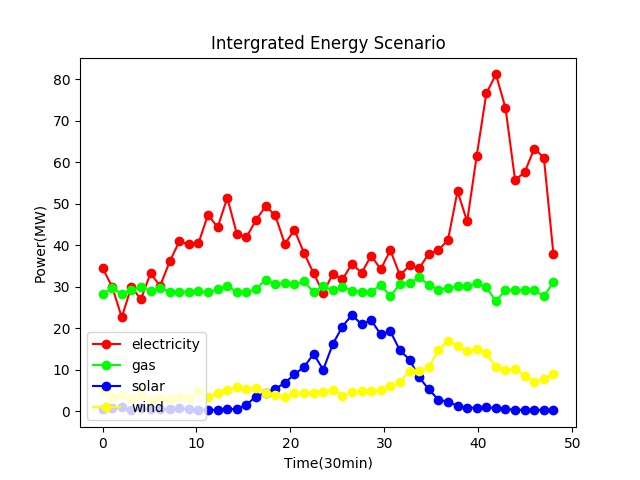 Intergrated Energy Scenario
Power(MW)
80
70
60
50
40
30
20
10
0
electricity
gas
solar
wind
0 10 20 30 40 50
Time(30min)